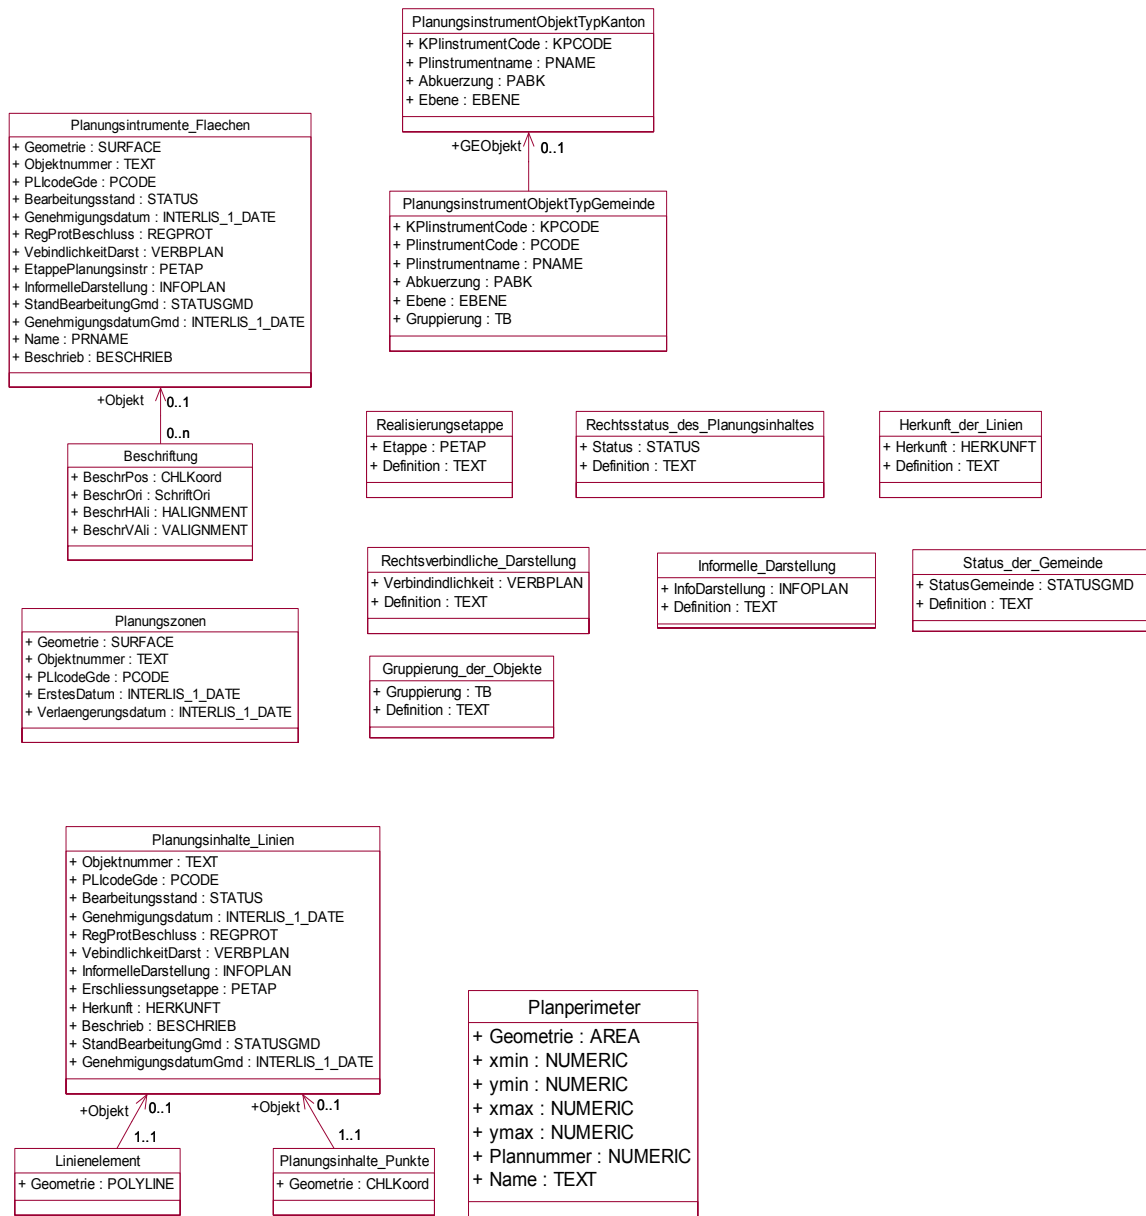 PlanungsinstrumentObjektTypKanton
+ KPlinstrumentCode : KPCODE
+ Plinstrumentname : PNAME
+ Abkuerzung : PABK
+ Ebene : EBENE
+GEObjekt 0..1
PlanungsinstrumentObjektTypGemeinde
+ KPlinstrumentCode : KPCODE
+ PlinstrumentCode : PCODE
+ Plinstrumentname : PNAME
+ Abkuerzung : PABK
+ Ebene : EBENE
+ Gruppierung : TB
Planungsintrumente_Flaechen
+ Geometrie : SURFACE
+ Objektnummer : TEXT
+ PLIcodeGde : PCODE
+ Bearbeitungsstand : STATUS
+ Genehmigungsdatum : INTERLIS_1_DATE
+ RegProtBeschluss : REGPROT
+ VebindlichkeitDarst : VERBPLAN
+ EtappePlanungsinstr : PETAP
+ InformelleDarstellung : INFOPLAN
+ StandBearbeitungGmd : STATUSGMD
+ GenehmigungsdatumGmd : INTERLIS_1_DATE
+ Name : PRNAME
+ Beschrieb : BESCHRIEB
+Objekt 0..1
0..n
Beschriftung
+ BeschrPos : CHLKoord
+ BeschrOri : SchriftOri
+ BeschrHAli : HALIGNMENT
+ BeschrVAli : VALIGNMENT
Realisierungsetappe
+ Etappe : PETAP
+ Definition : TEXT
Rechtsstatus_des_Planungsinhaltes
+ Status : STATUS
+ Definition : TEXT
Herkunft_der_Linien
+ Herkunft : HERKUNFT
+ Definition : TEXT
Rechtsverbindliche_Darstellung
+ Verbindindlichkeit : VERBPLAN
+ Definition : TEXT
Informelle_Darstellung
+ InfoDarstellung : INFOPLAN
+ Definition : TEXT
Status_der_Gemeinde
+ StatusGemeinde : STATUSGMD
+ Definition : TEXT
Planungszonen
+ Geometrie : SURFACE
+ Objektnummer : TEXT
+ PLIcodeGde : PCODE
+ ErstesDatum : INTERLIS_1_DATE
+ Verlaengerungsdatum : INTERLIS_1_DATE
Gruppierung_der_Objekte
+ Gruppierung : TB
+ Definition : TEXT
Planungsinhalte_Linien
+ Objektnummer : TEXT
+ PLIcodeGde : PCODE
+ Bearbeitungsstand : STATUS
+ Genehmigungsdatum : INTERLIS_1_DATE
+ RegProtBeschluss : REGPROT
+ VebindlichkeitDarst : VERBPLAN
+ InformelleDarstellung : INFOPLAN
+ Erschliessungsetappe : PETAP
+ Herkunft : HERKUNFT
+ Beschrieb : BESCHRIEB
+ StandBearbeitungGmd : STATUSGMD
+ GenehmigungsdatumGmd : INTERLIS_1_DATE
+Objekt 0..1
1..1
+Objekt 0..1
1..1
Linienelement
+ Geometrie : POLYLINE
Planungsinhalte_Punkte
+ Geometrie : CHLKoord
Planperimeter
+ Geometrie : AREA
+ xmin : NUMERIC
+ ymin : NUMERIC
+ xmax : NUMERIC
+ ymax : NUMERIC
+ Plannummer : NUMERIC
+ Name : TEXT